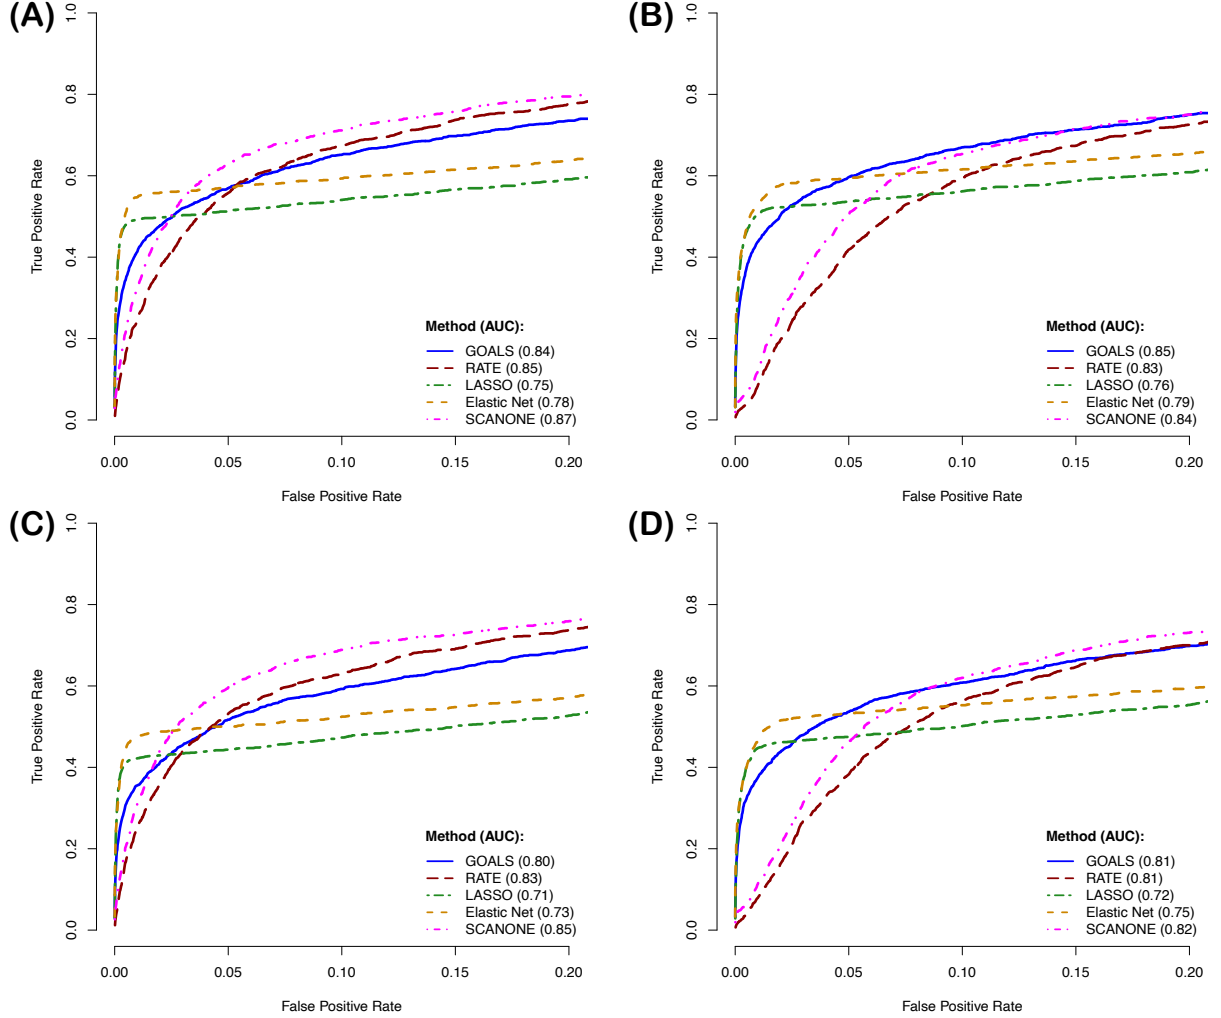 (A)
True Positive Rate
1.0
0.8
0.6
0.4
0.2
0.0
Method (AUC):
GOALS (0.84)
RATE (0.85)
LASSO (0.75)
Elastic Net (0.78)
SCANONE (0.87)
0.00 0.05 0.10 0.15 0.20
False Positive Rate
(B)
True Positive Rate
1.0
0.8
0.6
0.4
0.2
0.0
Method (AUC):
GOALS (0.85)
RATE (0.83)
LASSO (0.76)
Elastic Net (0.79)
SCANONE (0.84)
0.00 0.05 0.10 0.15 0.20
False Positive Rate
(C)
True Positive Rate
1.0
0.8
0.6
0.4
0.2
0.0
Method (AUC):
GOALS (0.80)
RATE (0.83)
LASSO (0.71)
Elastic Net (0.73)
SCANONE (0.85)
0.00 0.05 0.10 0.15 0.20
False Positive Rate
(D)
True Positive Rate
1.0
0.8
0.6
0.4
0.2
0.0
Method (AUC):
GOALS (0.81)
RATE (0.81)
LASSO (0.72)
Elastic Net (0.75)
SCANONE (0.82)
0.00 0.05 0.10 0.15 0.20
False Positive Rate